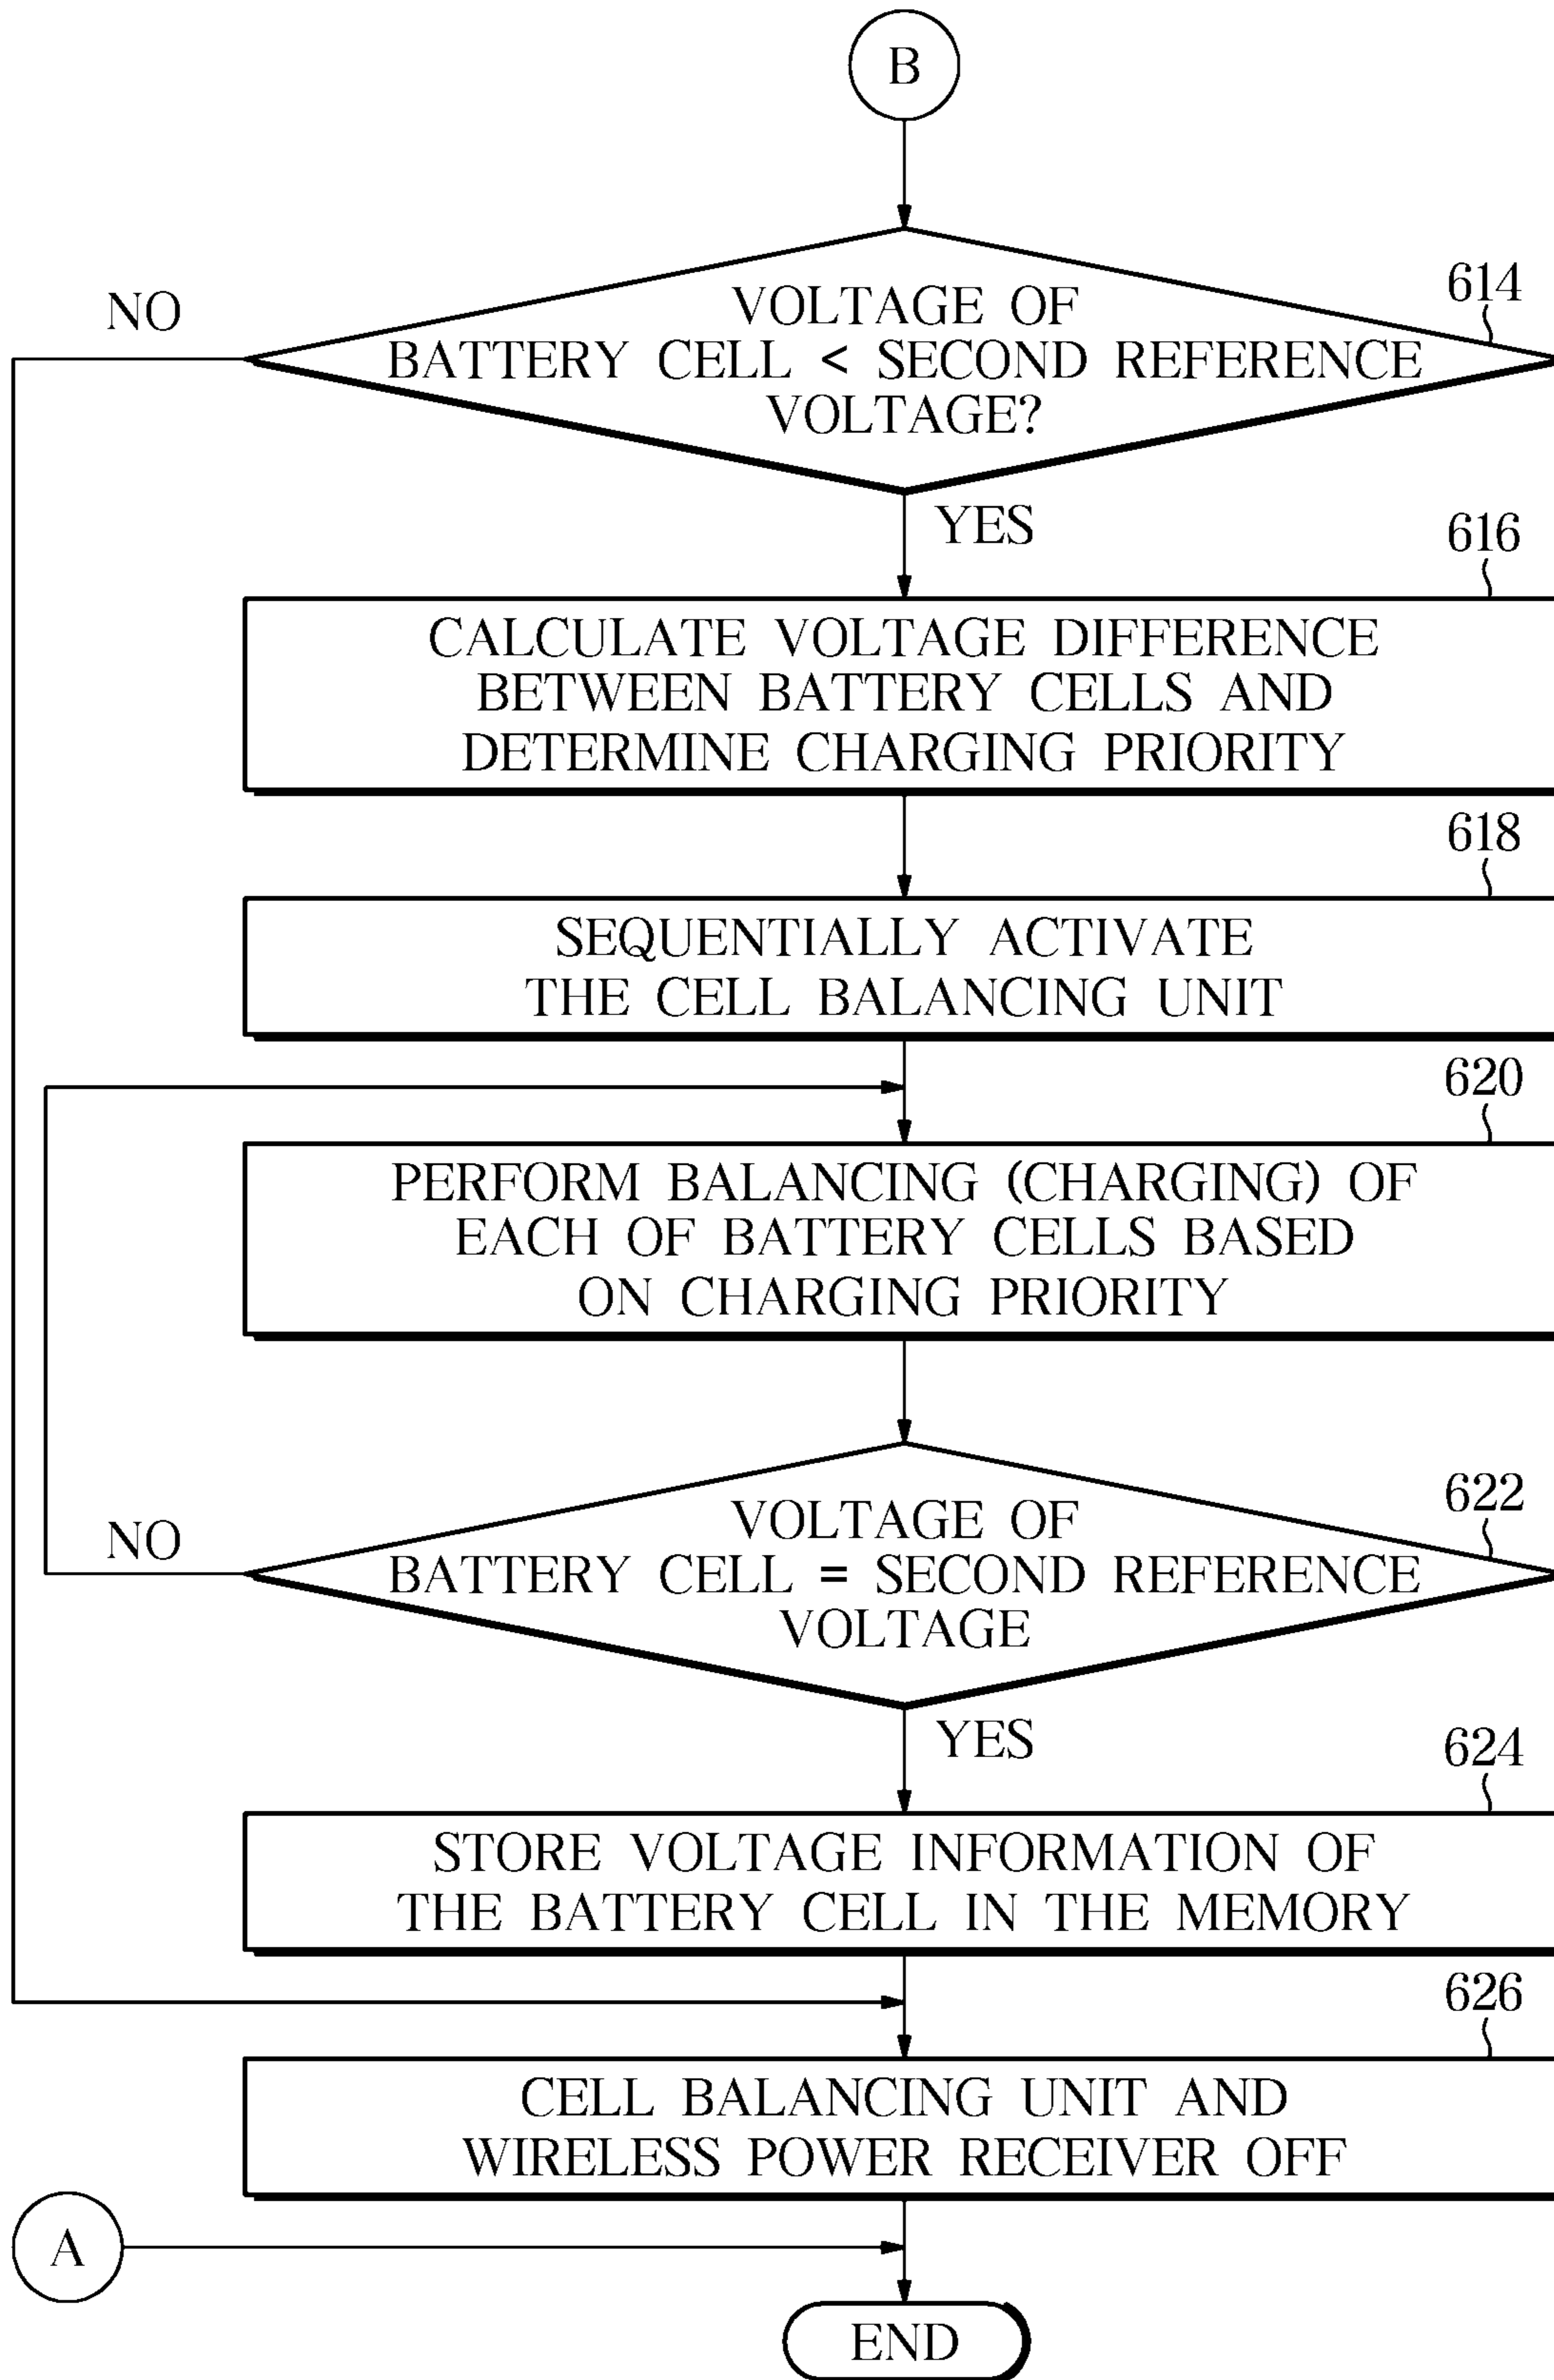 B
NO
614
VOLTAGE OF
BATTERY CELL < SECOND REFERENCE
VOLTAGE?
YES
616
CALCULATE VOLTAGE DIFFERENCE
BETWEEN BATTERY CELLS AND
DETERMINE CHARGING PRIORITY
618
SEQUENTIALLY ACTIVATE
THE CELL BALANCING UNIT
620
PERFORM BALANCING (CHARGING) OF
EACH OF BATTERY CELLS BASED
ON CHARGING PRIORITY
NO
622
VOLTAGE OF
BATTERY CELL = SECOND REFERENCE
VOLTAGE
YES
624
STORE VOLTAGE INFORMATION OF
THE BATTERY CELL IN THE MEMORY
626
CELL BALANCING UNIT AND
WIRELESS POWER RECEIVER OFF
A
END